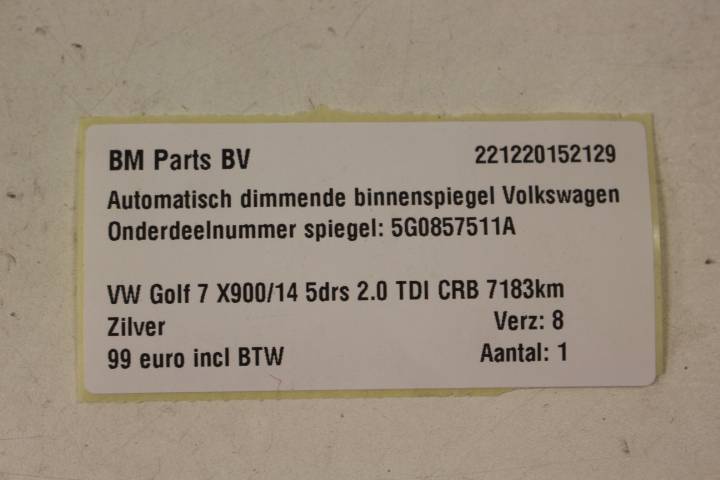 BM Parts BV 221220152129
Automatisch dimmende binnenspiegel Volkswagen
Onderdeelnummer spiegel: 5G0857511A
VW Golf 7 X900/14 5drs 2.0 TDI CRB 7183km
Zilver Verz: 8
99 euro incl BTW Aantal: 1